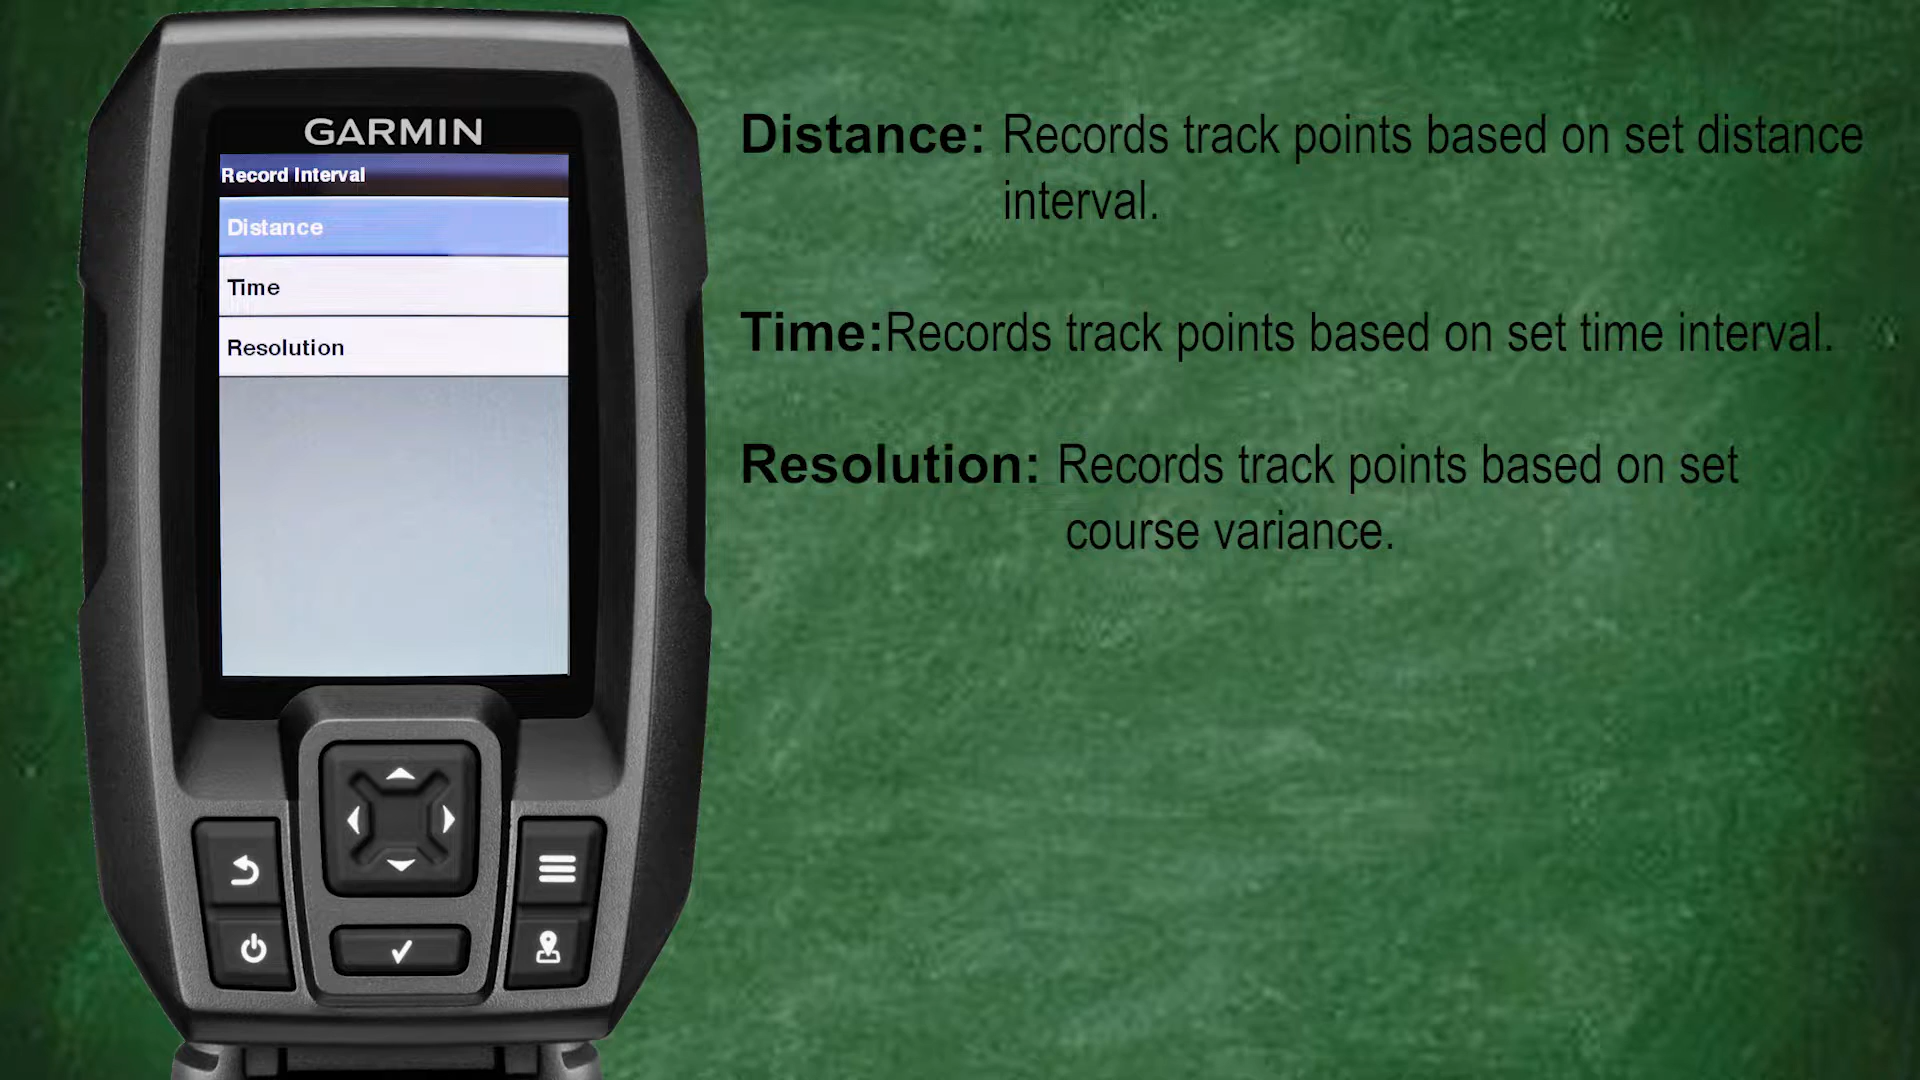 GARMIN
Record Interval
Distance
Time
Resolution
Distance: Records track points based on set distance
interval.
Time:Records track points based on set time interval.
Resolution: Records track points based on set
course variance.